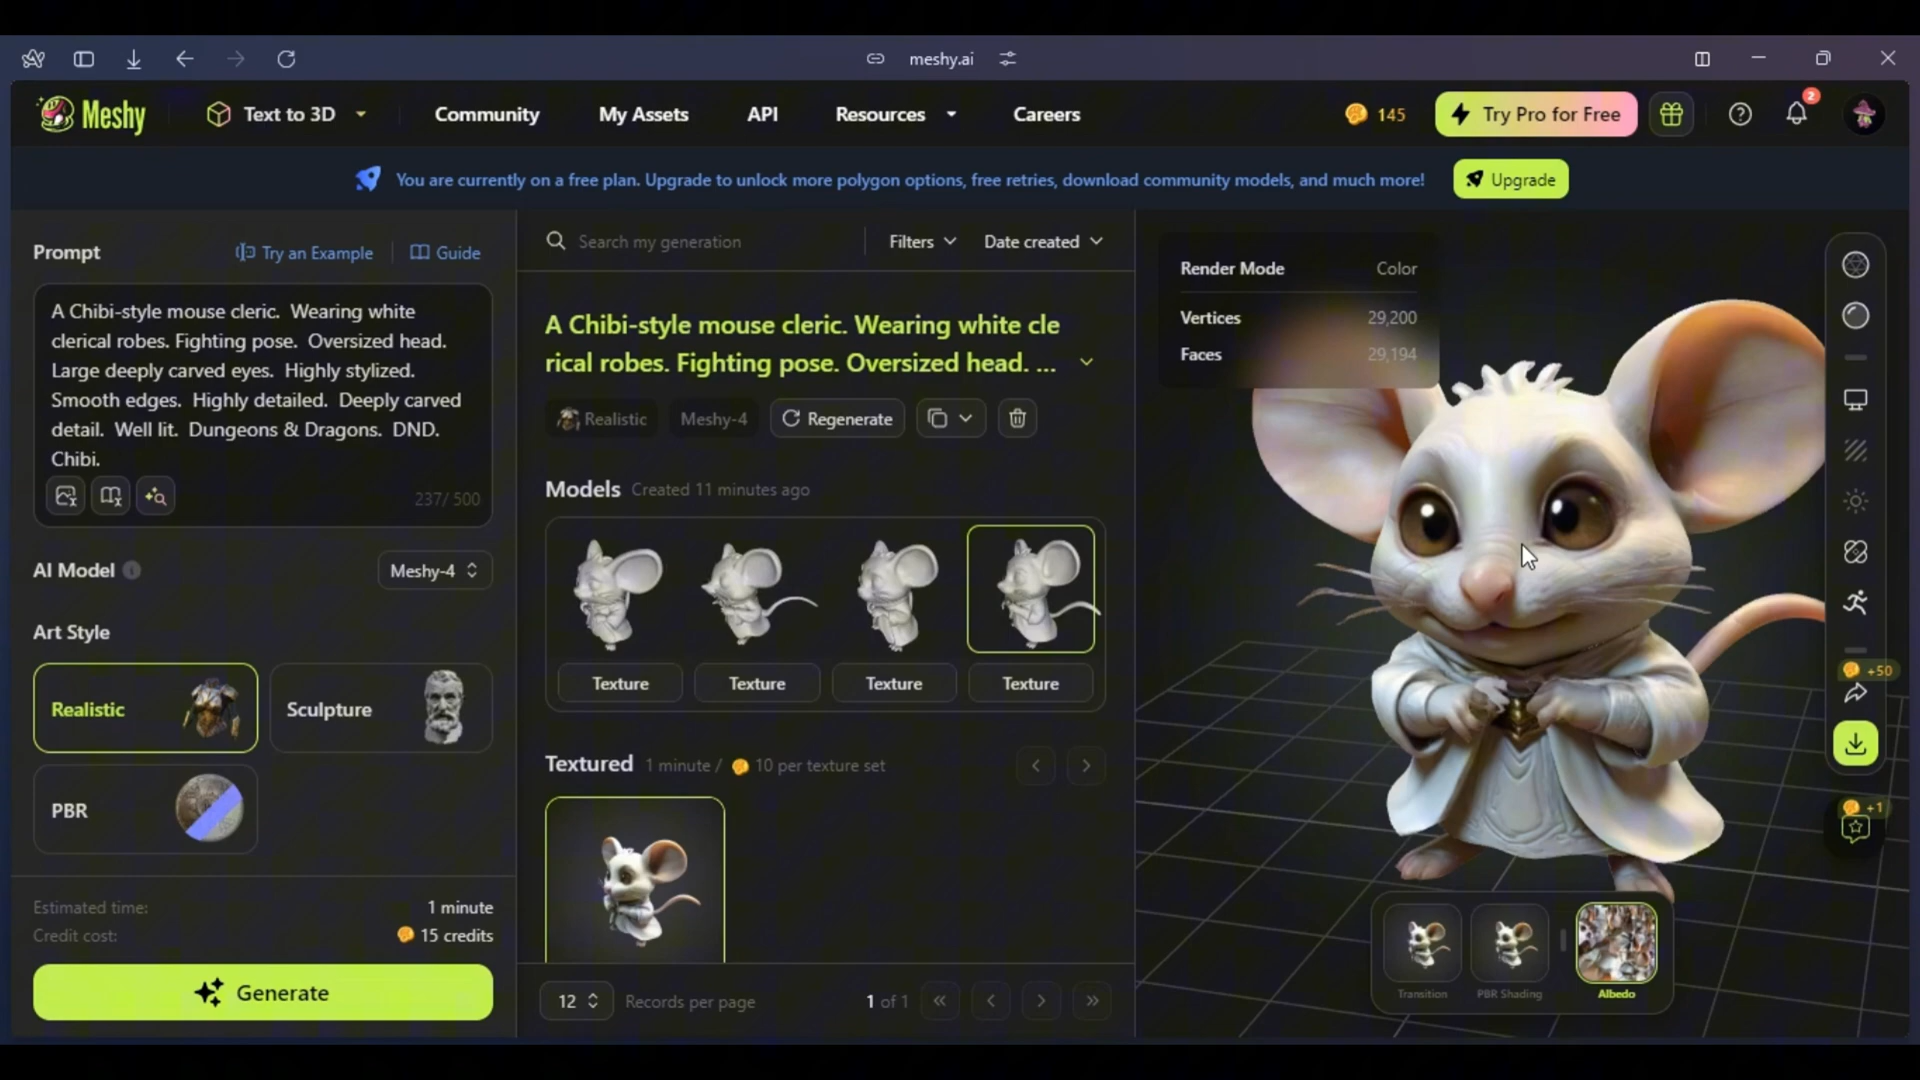 meshy.ai
Meshy
Text to 3D
Community
My Assets
API
Resources
Careers
145
Try Pro for Free
2
You are currently on a free plan. Upgrade to unlock more polygon options, free retries, download community models, and much more!
Upgrade
Prompt
Try an Example
Guide
A Chibi-style mouse cleric. Wearing white
clerical robes. Fighting pose. Oversized head.
Large deeply carved eyes. Highly stylized.
Smooth edges. Highly detailed. Deeply carved
detail. Well lit. Dungeons & Dragons. DND.
Chibi.
237/ 500
AI Model
Meshy-4
Art Style
Realistic
Sculpture
PBR
Estimated time:
1 minute
Credit cost:
15 credits
Generate
Search my generation
Filters
Date created
A Chibi-style mouse cleric. Wearing white cle
rical robes. Fighting pose. Oversized head. ...
Realistic
Meshy-4
Regenerate
Models
Created 11 minutes ago
Texture
Texture
Texture
Texture
Textured
1 minute /
10 per texture set
12
Records per page
1 of 1
Render Mode
Color
Vertices
29,200
Faces
29,194
+50
+1
Transition
PBR Shading
Albedo